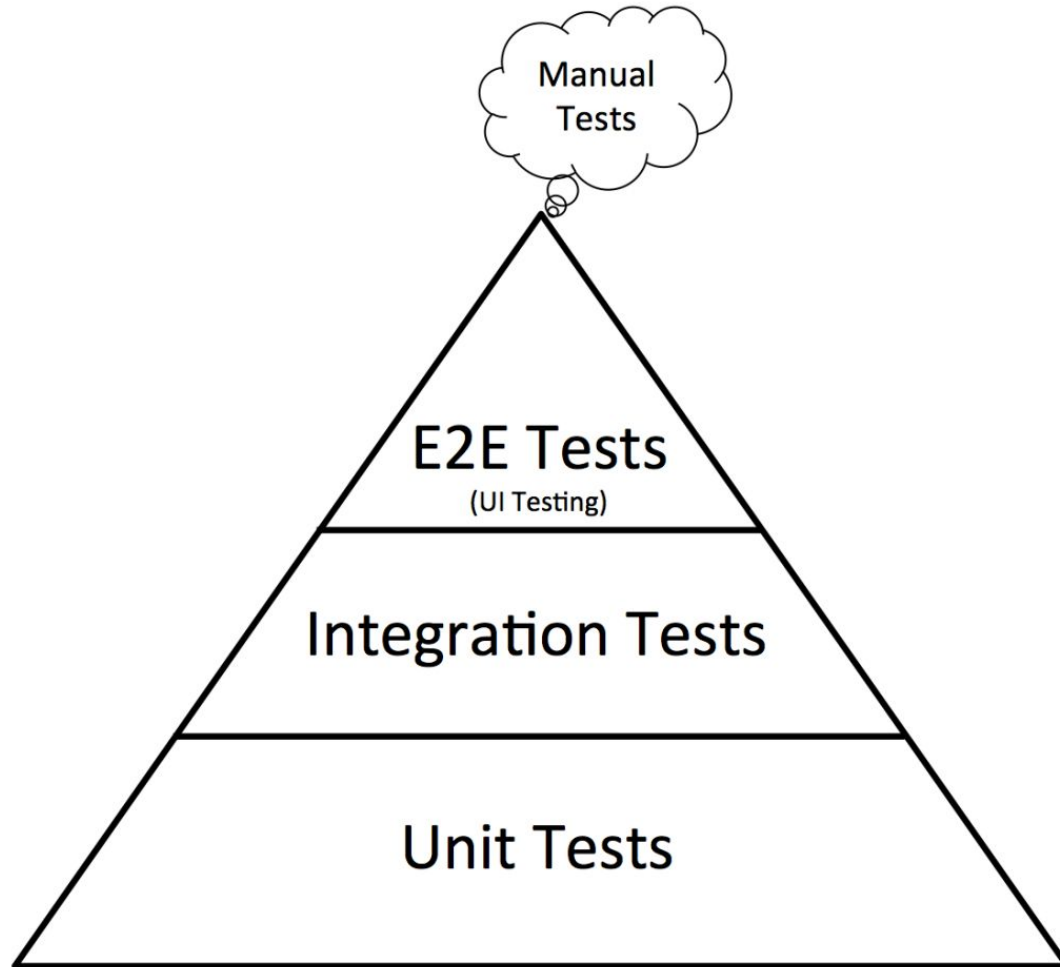 Manual
Tests
E2E Tests
(UI Testing)
Integration Tests
Unit Tests